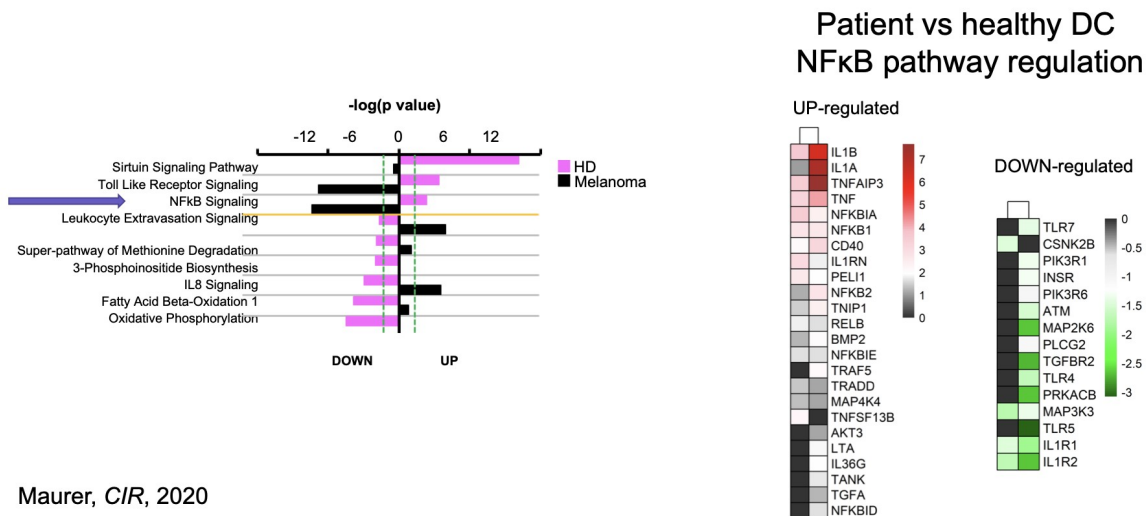 Patient vs healthy DC
NFκB pathway regulation
-log(p value)
-12 -6 0 6 12
Sirtuin Signaling Pathway
Toll Like Receptor Signaling
NFkB Signaling
Leukocyte Extravasation Signaling
Super-pathway of Methionine Degradation
3-Phosphoinositide Biosynthesis
IL8 Signaling
Fatty Acid Beta-Oxidation 1
Oxidative Phosphorylation
DOWN UP
HD
Melanoma
UP-regulated
IL1B
IL1A
TNFAIP3
TNF
NFKBIA
NFKB1
CD40
IL1RN
PELI1
NFKB2
TNIP1
RELB
BMP2
NFKBIE
TRAF5
TRADD
MAP4K4
TNFSF13B
AKT3
LTA
IL36G
TANK
TGFA
NFKBID
7
6
5
4
3
2
1
0
DOWN-regulated
TLR7
CSNK2B
PIK3R1
INSR
PIK3R6
ATM
MAP2K6
PLCG2
TGFBR2
TLR4
PRKACB
MAP3K3
TLR5
IL1R1
IL1R2
0
-0.5
-1
-1.5
-2
-2.5
-3
Maurer, CIR, 2020